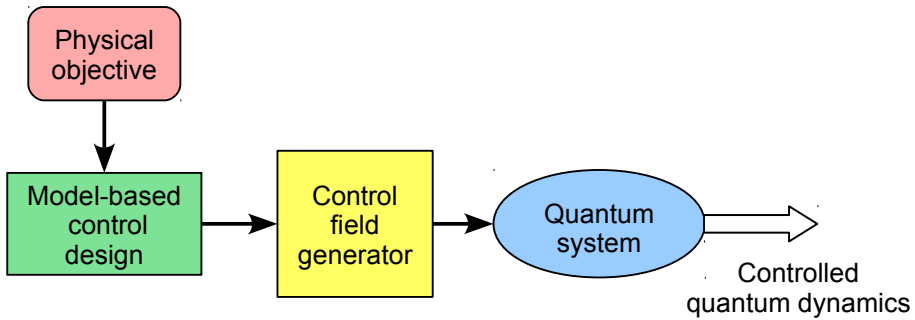 Physical
objective
Model-based
control
design
Control
field
generator
Quantum
system
Controlled
quantum dynamics